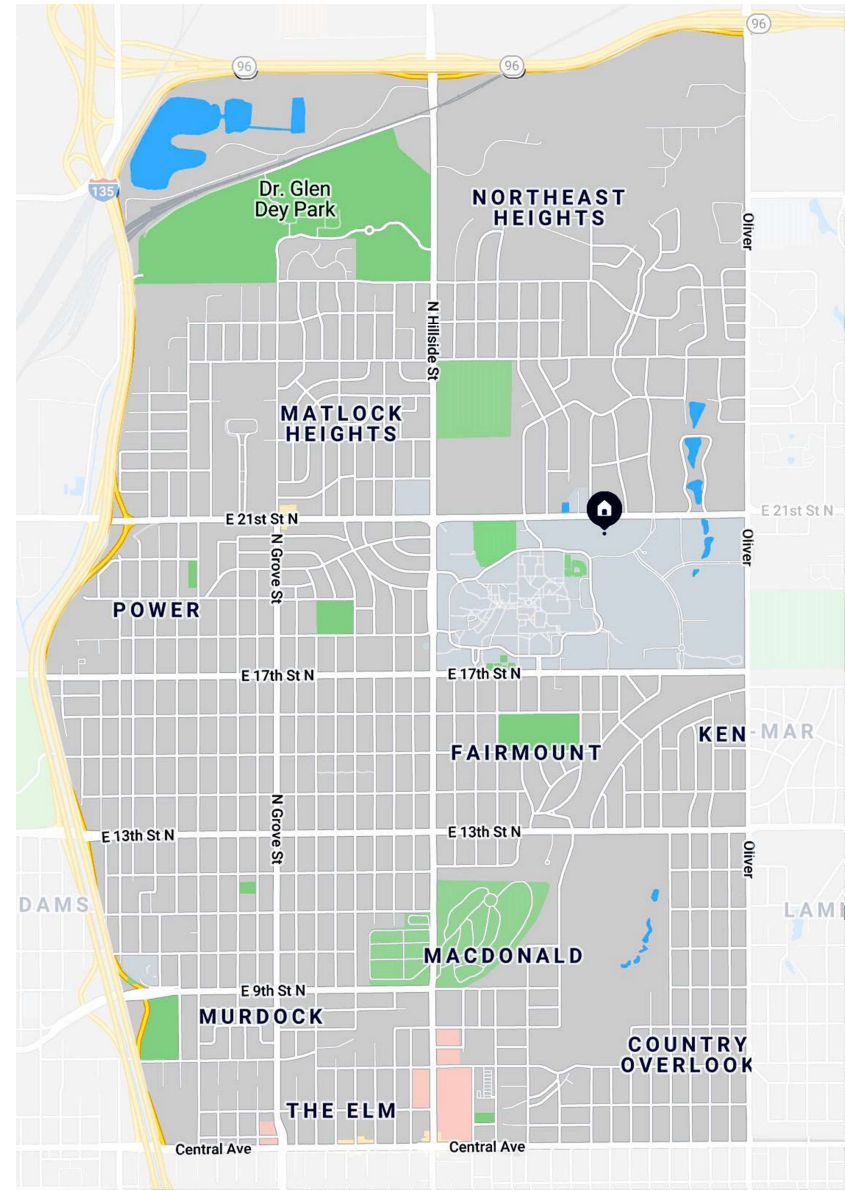 96
96
96
135
Dr. Glen
Dey Park
NORTHEAST
HEIGHTS
Oliver
N Hillside St
MATLOCK
HEIGHTS
E 21st St N
E 21st St N
N Grove St
Oliver
POWER
E 17th St N
E 17th St N
KEN-MAR
FAIRMOUNT
N Grove St
E 13th St N
E 13th St N
Oliver
DAMS
LAM
MACDONALD
E 9th St N
MURDOCK
COUNTRY
OVERLOOK
THE ELM
Central Ave
Central Ave